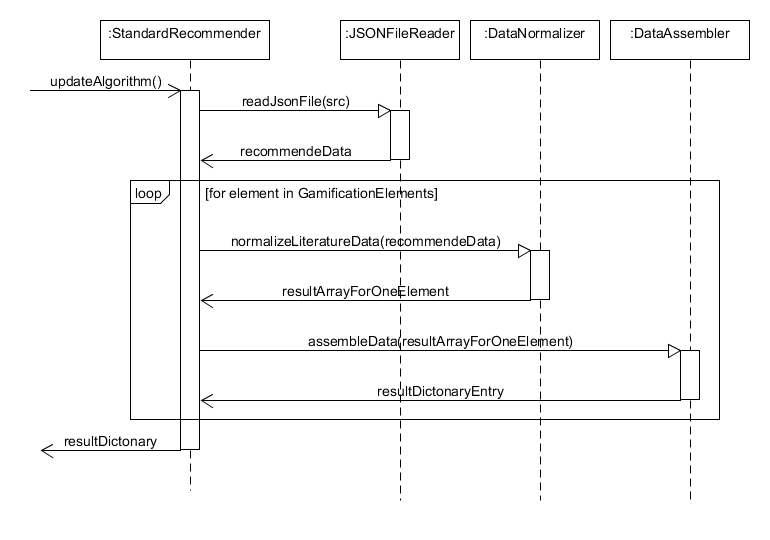 :StandardRecommender
:JSONFileReader
:DataNormalizer
:DataAssembler
updateAlgorithm()
readJsonFile(src)
recommendeData
loop
[for element in GamificationElements]
normalizeLiteratureData(recommendeData)
resultArrayForOneElement
assembleData(resultArrayForOneElement)
resultDictonaryEntry
resultDictonary